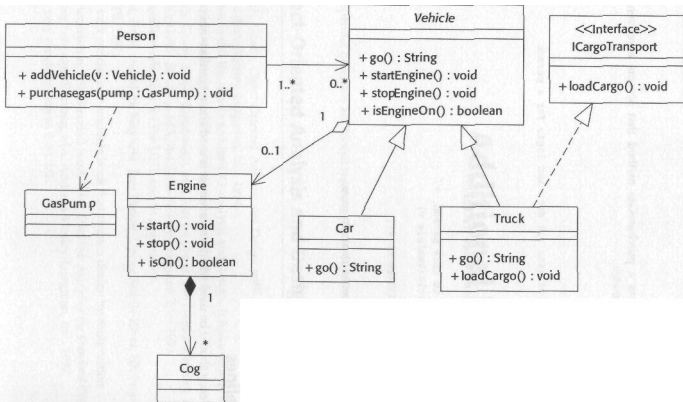 Person
+ addVehicle(v : Vehicle) : void
+ purchasegas(pump : GasPump) : void
1..*
0..*
Vehicle
+ go() : String
+ startEngine() : void
+ stopEngine() : void
+ isEngineOn() : boolean
<<Interface>>
ICargoTransport
+ loadCargo() : void
1
0..1
GasPump
Engine
+ start() : void
+ stop() : void
+ isOn() : boolean
Car
+ go() : String
Truck
+ go() : String
+ loadCargo() : void
1
*
Cog